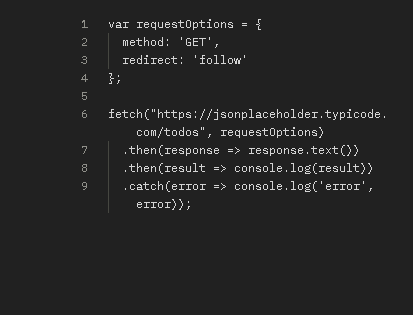 1 var requestOptions = {
2 method: 'GET',
3 redirect: 'follow'
4 };
5
6 fetch("https://jsonplaceholder.typicode.
com/todos", requestOptions)
7 .then(response => response.text())
8 .then(result => console.log(result))
9 .catch(error => console.log('error',
error));